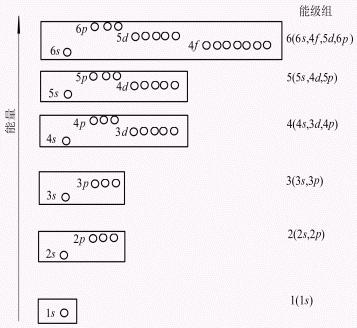 能级组
6p
5d
6s
4f
6(6s,4f,5d,6p)
5p
4d
5s
5(5s,4d,5p)
4p
3d
4s
4(4s,3d,4p)
3p
3s
3(3s,3p)
2p
2s
2(2s,2p)
1s
1(1s)
能量